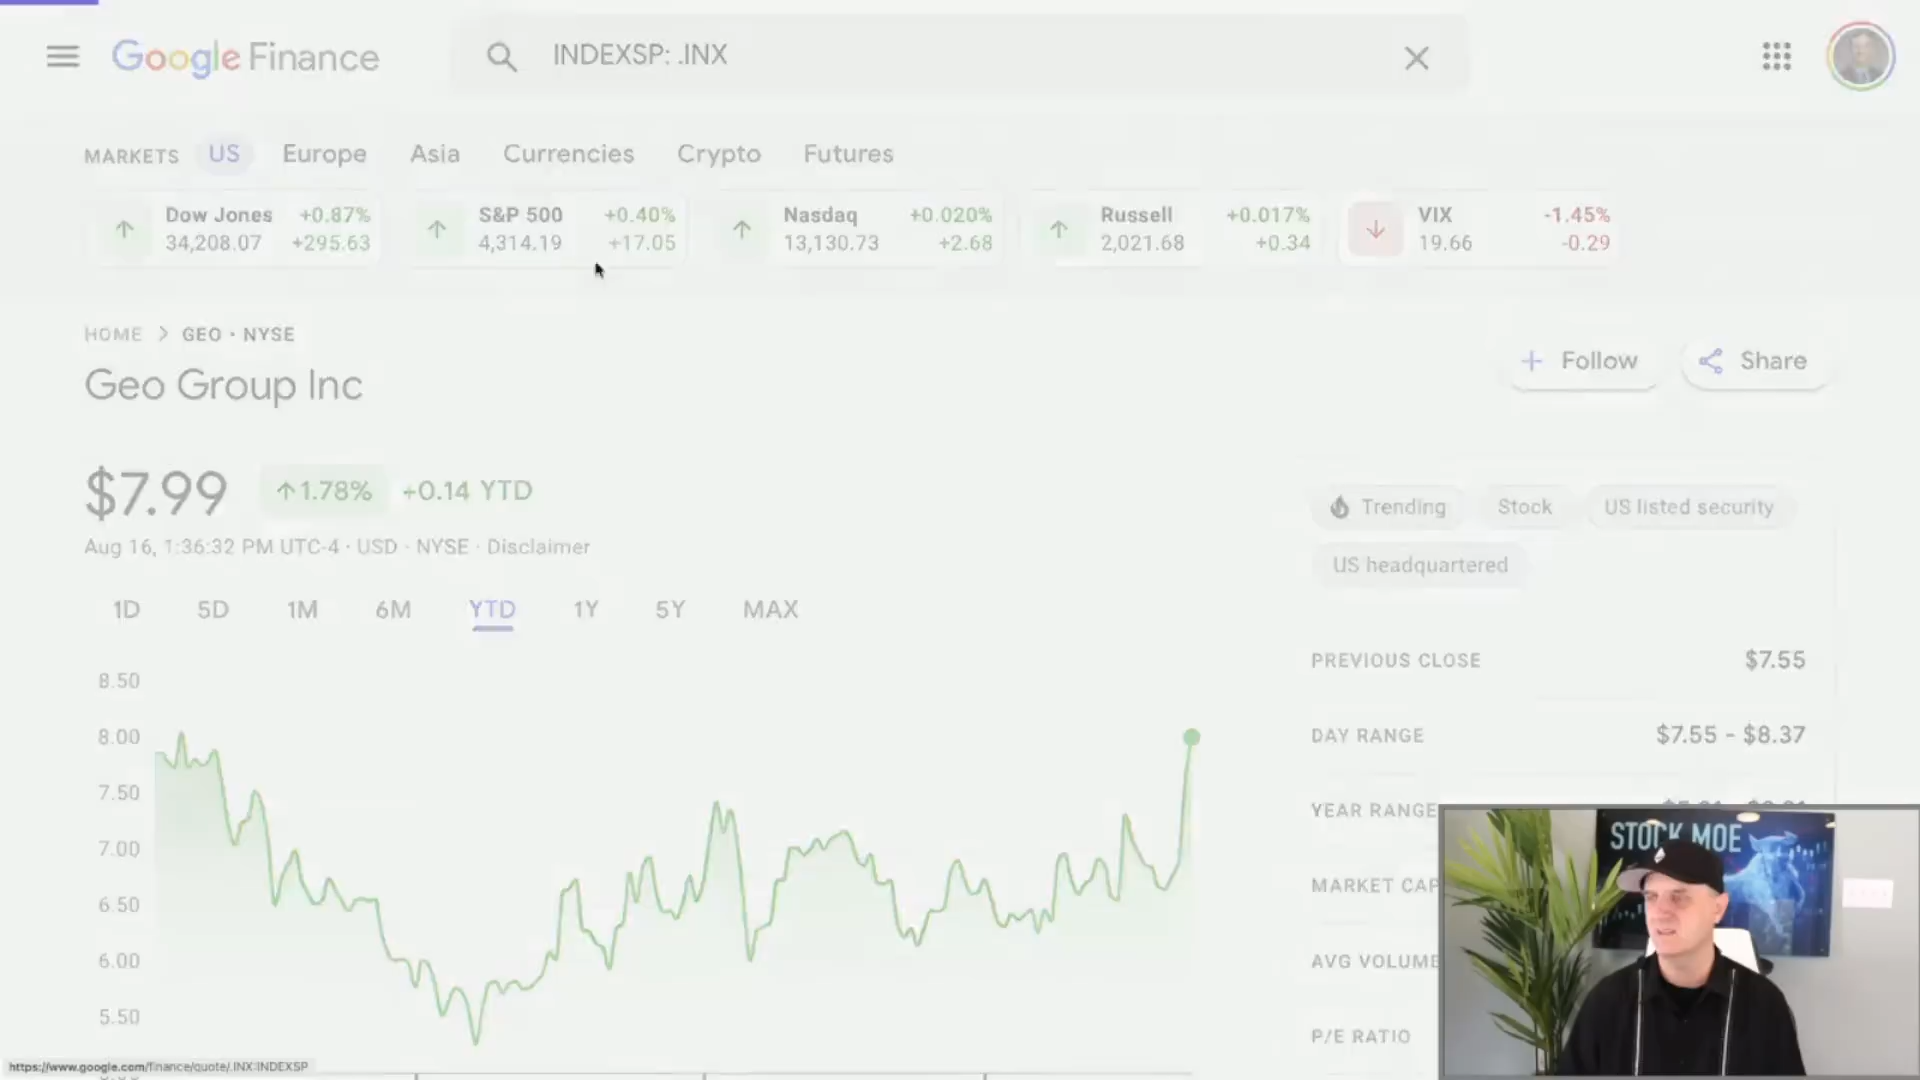 Google Finance
INDEXSP: .INX
MARKETS US Europe Asia Currencies Crypto Futures
Dow Jones +0.87%
34,208.07 +295.63
S&P 500 +0.40%
4,314.19 +17.05
Nasdaq +0.020%
13,130.73 +2.68
Russell +0.017%
2,021.68 +0.34
VIX -1.45%
19.66 -0.29
HOME > GEO · NYSE
Geo Group Inc
+ Follow
Share
$7.99 ↑1.78% +0.14 YTD
Aug 16, 1:36:32 PM UTC-4 · USD · NYSE · Disclaimer
1D 5D 1M 6M YTD 1Y 5Y MAX
8.50
8.00
7.50
7.00
6.50
6.00
5.50
Trending Stock US listed security
US headquartered
PREVIOUS CLOSE $7.55
DAY RANGE $7.55 - $8.37
YEAR RANGE
MARKET CAP
AVG VOLUME
P/E RATIO
STOCK MOE
https://www.google.com/finance/quote/.INX:INDEXSP